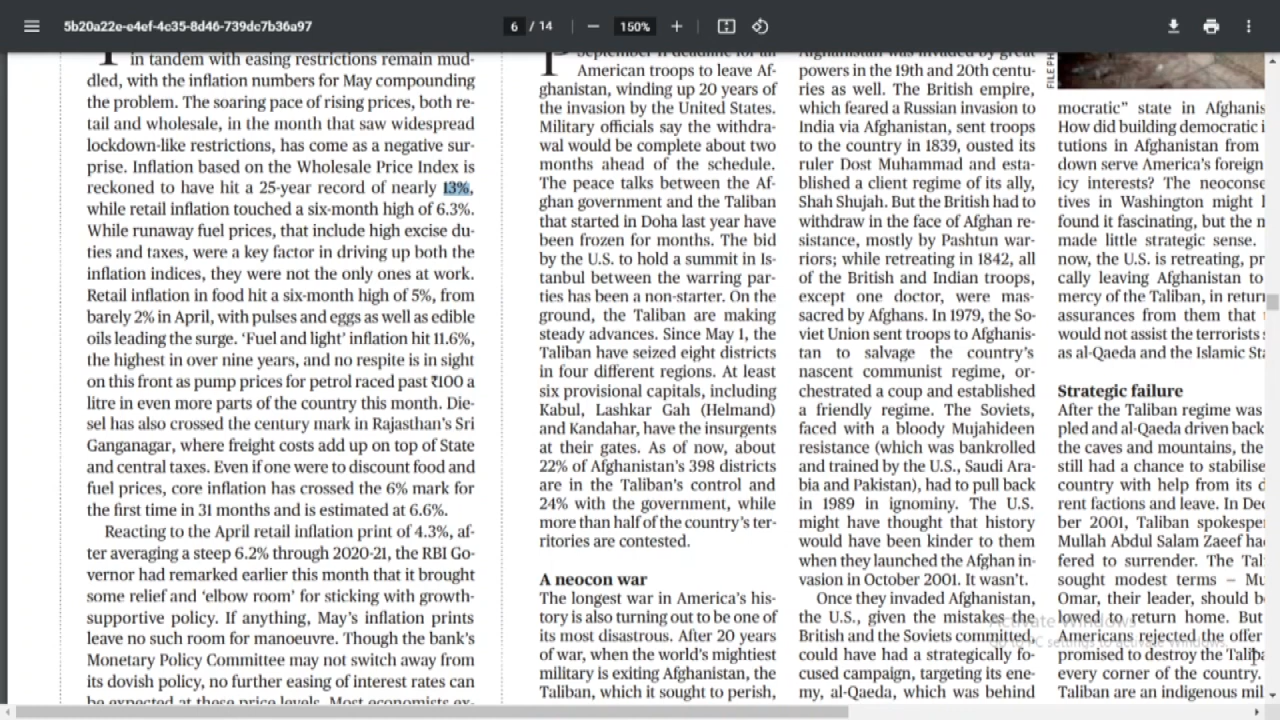 5b20a22e-e4ef-4c35-8d46-739dc7b36a97
6 / 14
150%
in tandem with easing restrictions remain mud-
dled, with the inflation numbers for May compounding
the problem. The soaring pace of rising prices, both re-
tail and wholesale, in the month that saw widespread
lockdown-like restrictions, has come as a negative sur-
prise. Inflation based on the Wholesale Price Index is
reckoned to have hit a 25-year record of nearly 13%,
while retail inflation touched a six-month high of 6.3%.
While runaway fuel prices, that include high excise du-
ties and taxes, were a key factor in driving up both the
inflation indices, they were not the only ones at work.
Retail inflation in food hit a six-month high of 5%, from
barely 2% in April, with pulses and eggs as well as edible
oils leading the surge. ‘Fuel and light’ inflation hit 11.6%,
the highest in over nine years, and no respite is in sight
on this front as pump prices for petrol raced past ₹100 a
litre in even more parts of the country this month. Die-
sel has also crossed the century mark in Rajasthan’s Sri
Ganganagar, where freight costs add up on top of State
and central taxes. Even if one were to discount food and
fuel prices, core inflation has crossed the 6% mark for
the first time in 31 months and is estimated at 6.6%.
Reacting to the April retail inflation print of 4.3%, af-
ter averaging a steep 6.2% through 2020-21, the RBI Go-
vernor had remarked earlier this month that it brought
some relief and ‘elbow room’ for sticking with growth-
supportive policy. If anything, May’s inflation prints
leave no such room for manoeuvre. Though the bank’s
Monetary Policy Committee may not switch away from
its dovish policy, no further easing of interest rates can
be expected at these price levels. Most economists ex-
September 11 deadline for all
American troops to leave Af-
ghanistan, winding up 20 years of
the invasion by the United States.
Military officials say the withdra-
wal would be complete about two
months ahead of the schedule.
The peace talks between the Af-
ghan government and the Taliban
that started in Doha last year have
been frozen for months. The bid
by the U.S. to hold a summit in Is-
tanbul between the warring par-
ties has been a non-starter. On the
ground, the Taliban are making
steady advances. Since May 1, the
Taliban have seized eight districts
in four different regions. At least
six provisional capitals, including
Kabul, Lashkar Gah (Helmand)
and Kandahar, have the insurgents
at their gates. As of now, about
22% of Afghanistan’s 398 districts
are in the Taliban’s control and
24% with the government, while
more than half of the country’s ter-
ritories are contested.
A neocon war
The longest war in America’s his-
tory is also turning out to be one of
its most disastrous. After 20 years
of war, when the world’s mightiest
military is exiting Afghanistan, the
Taliban, which it sought to perish,
Afghanistan was invaded by great
powers in the 19th and 20th centu-
ries as well. The British empire,
which feared a Russian invasion to
India via Afghanistan, sent troops
to the country in 1839, ousted its
ruler Dost Muhammad and esta-
blished a client regime of its ally,
Shah Shujah. But the British had to
withdraw in the face of Afghan re-
sistance, mostly by Pashtun war-
riors; while retreating in 1842, all
of the British and Indian troops,
except one doctor, were mas-
sacred by Afghans. In 1979, the So-
viet Union sent troops to Afghanis-
tan to salvage the country’s
nascent communist regime, or-
chestrated a coup and established
a friendly regime. The Soviets,
faced with a bloody Mujahideen
resistance (which was bankrolled
and trained by the U.S., Saudi Ara-
bia and Pakistan), had to pull back
in 1989 in ignominy. The U.S.
might have thought that history
would have been kinder to them
when they launched the Afghan in-
vasion in October 2001. It wasn’t.
Once they invaded Afghanistan,
the U.S., given the mistakes the
British and the Soviets committed,
could have had a strategically fo-
cused campaign, targeting its ene-
my, al-Qaeda, which was behind
FILE PH
mocratic” state in Afghanis
How did building democratic i
tutions in Afghanistan from
down serve America’s foreign
icy interests? The neoconse
tives in Washington might l
found it fascinating, but the n
made little strategic sense.
now, the U.S. is retreating, pr
cally leaving Afghanistan to
mercy of the Taliban, in return
assurances from them that
would not assist the terrorists s
as al-Qaeda and the Islamic Sta
Strategic failure
After the Taliban regime was
pled and al-Qaeda driven back
the caves and mountains, the
still had a chance to stabilise
country with help from its d
rent factions and leave. In Dec
ber 2001, Taliban spokesper
Mullah Abdul Salam Zaeef had
fered to surrender. The Tal
sought modest terms – Mu
Omar, their leader, should b
lowed to return home. But
Americans rejected the offer
promised to destroy the Taliba
every corner of the country.
Taliban are an indigenous mil
Activate Windows
Go to PC settings to activate Windows.